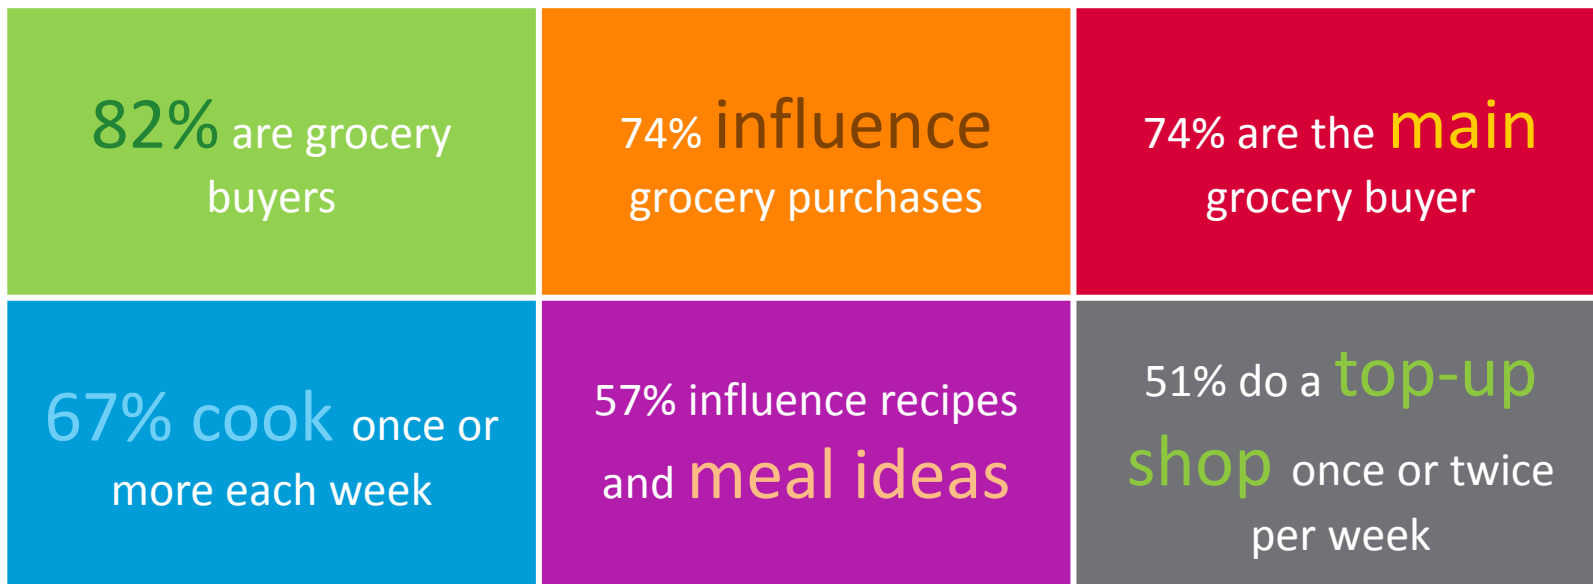 82% are grocery
buyers
74% influence
grocery purchases
74% are the main
grocery buyer
67% cook once or
more each week
57% influence recipes
and meal ideas
51% do a top-up
shop once or twice
per week